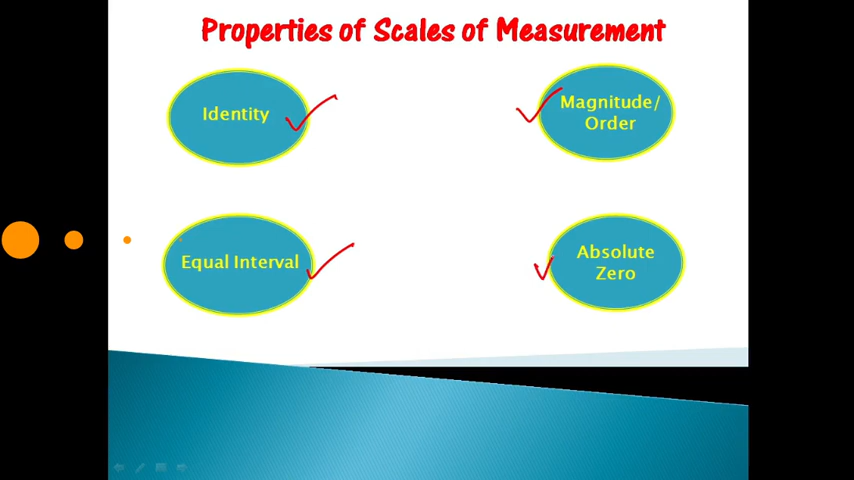 Properties of Scales of Measurement
Identity
Magnitude/
Order
Equal Interval
Absolute
Zero